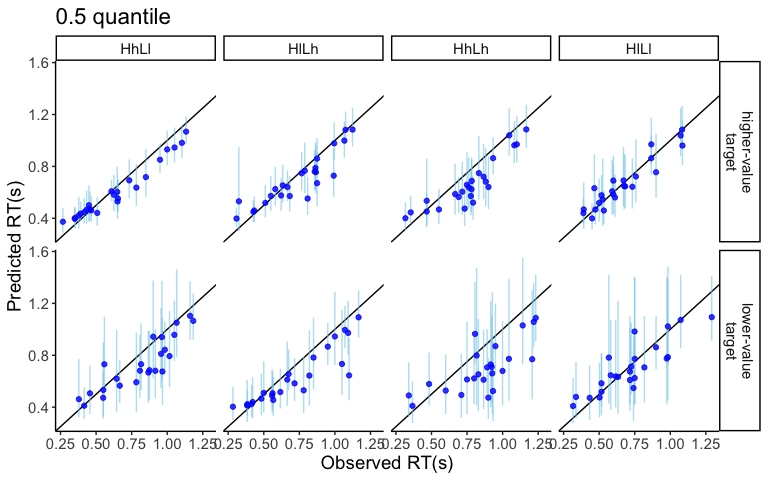 0.5 quantile
HhLl HlLh HhLh HlLl
1.6
1.2
0.8
0.4
higher-value
target
1.6
1.2
0.8
0.4
lower-value
target
Predicted RT(s)
0.25 0.50 0.75 1.00 1.25 0.25 0.50 0.75 1.00 1.25 0.25 0.50 0.75 1.00 1.25 0.25 0.50 0.75 1.00 1.25
Observed RT(s)